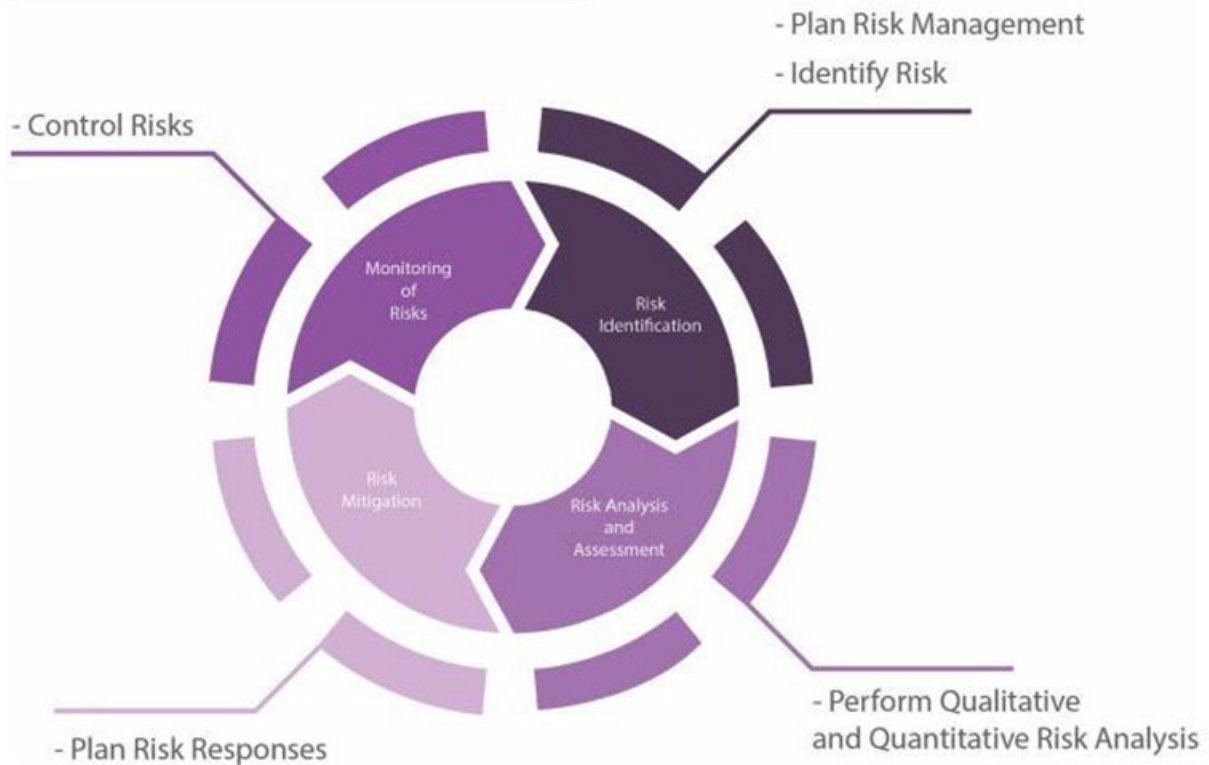 - Plan Risk Management
- Identify Risk
- Control Risks
Monitoring
of
Risks
Risk
Identification
Risk
Mitigation
Risk Analysis
and
Assessment
- Plan Risk Responses
- Perform Qualitative
and Quantitative Risk Analysis